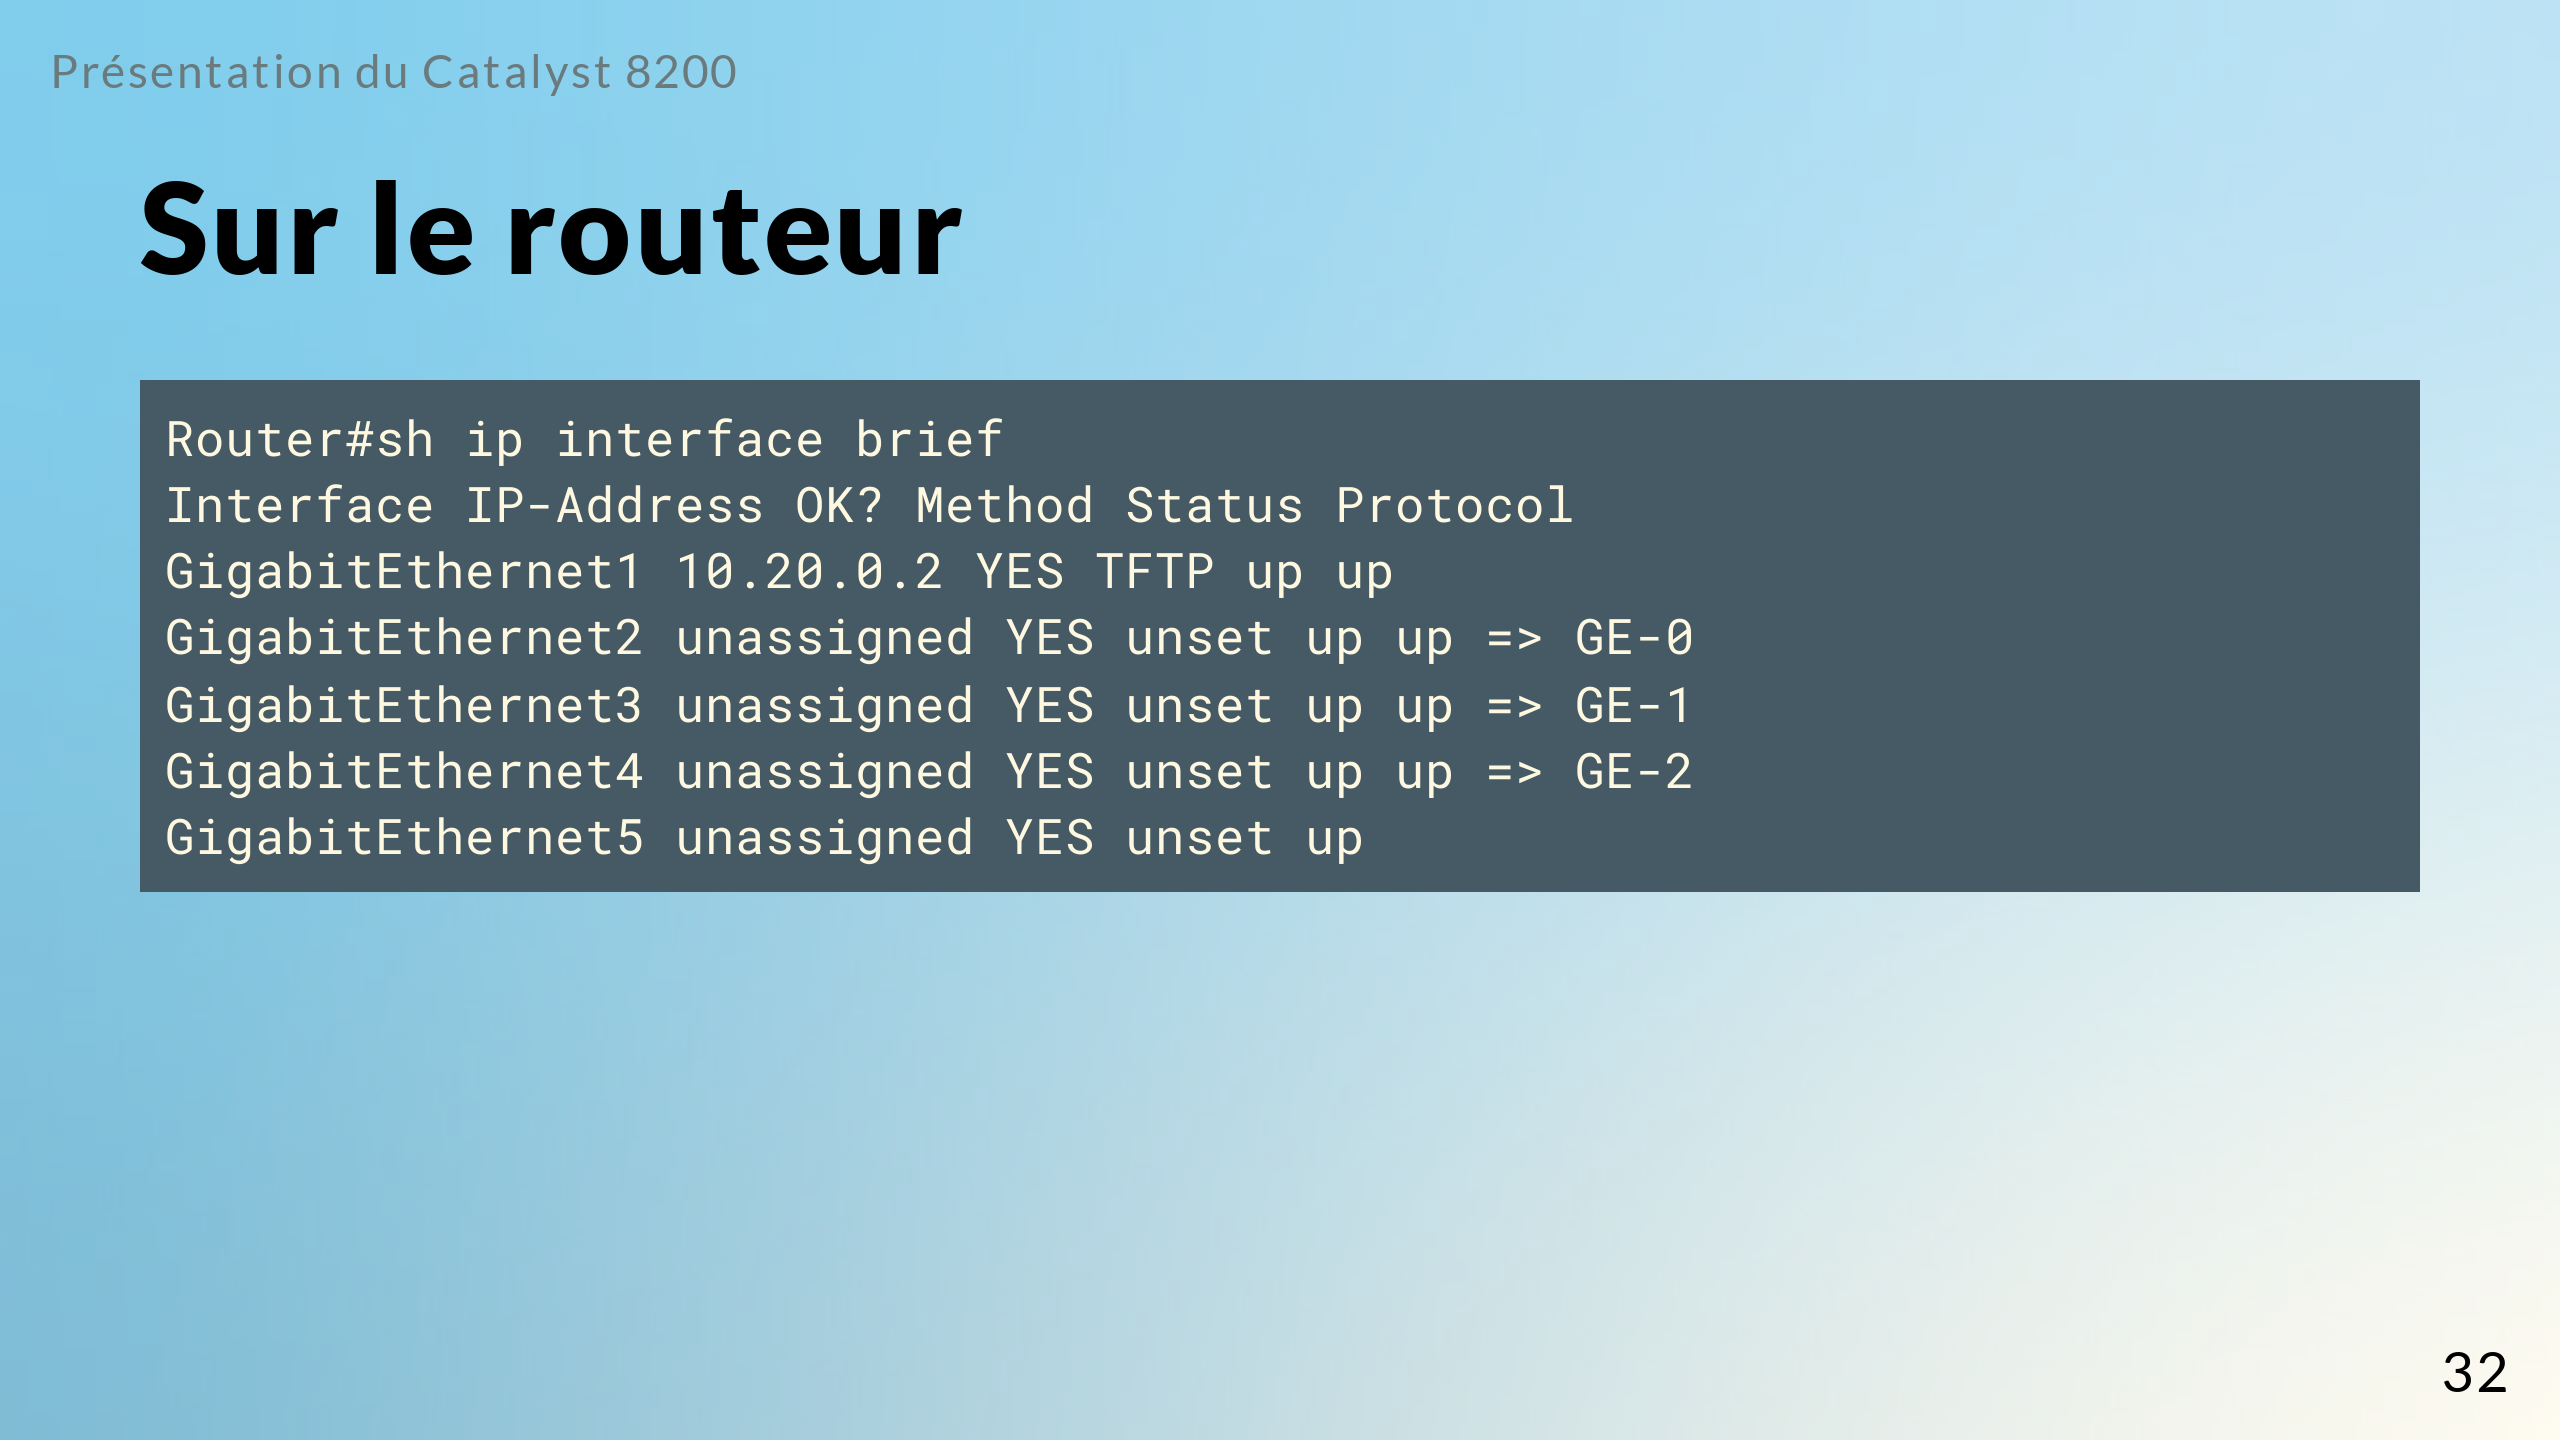 Présentation du Catalyst 8200
Sur le routeur
Router#sh ip interface brief
Interface IP-Address OK? Method Status Protocol
GigabitEthernet1 10.20.0.2 YES TFTP up up
GigabitEthernet2 unassigned YES unset up up => GE-0
GigabitEthernet3 unassigned YES unset up up => GE-1
GigabitEthernet4 unassigned YES unset up up => GE-2
GigabitEthernet5 unassigned YES unset up
32